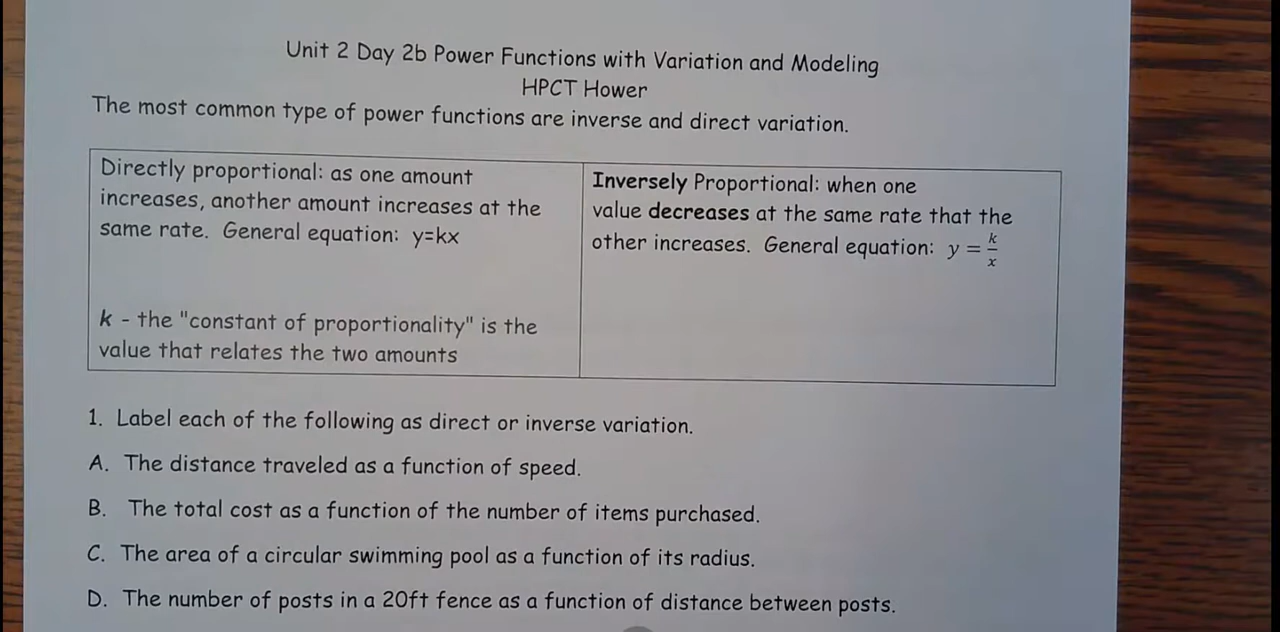 Unit 2 Day 2b Power Functions with Variation and Modeling
HPCT Hower
The most common type of power functions are inverse and direct variation.
Directly proportional: as one amount
increases, another amount increases at the
same rate. General equation: y=kx
k - the "constant of proportionality" is the
value that relates the two amounts
Inversely Proportional: when one
value decreases at the same rate that the
other increases. General equation: y = k/x
1. Label each of the following as direct or inverse variation.
A. The distance traveled as a function of speed.
B. The total cost as a function of the number of items purchased.
C. The area of a circular swimming pool as a function of its radius.
D. The number of posts in a 20ft fence as a function of distance between posts.